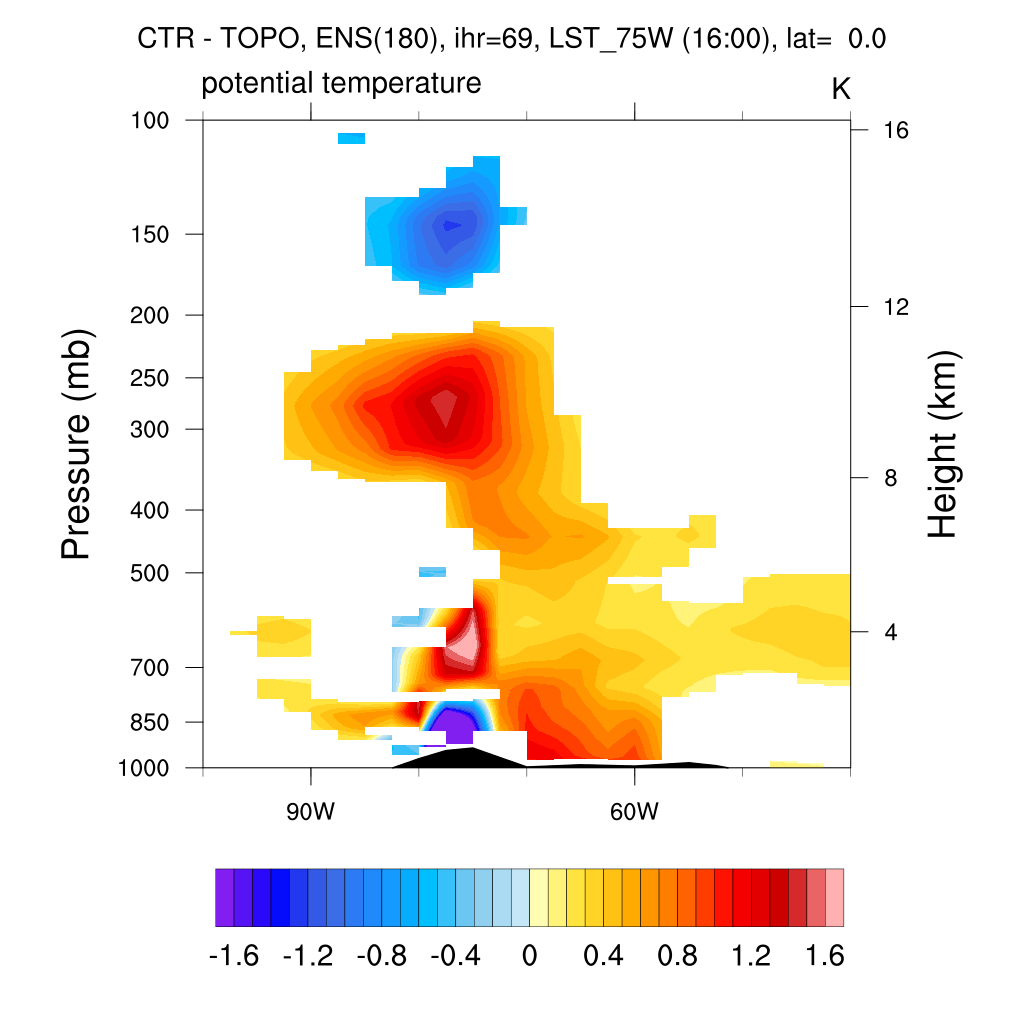 CTR - TOPO, ENS(180), ihr=69, LST_75W (16:00), lat=  0.0
potential temperature K
100
150
200
250
300
400
500
700
850
1000
Pressure (mb)
16
12
8
4
Height (km)
90W 60W
-1.6 -1.2 -0.8 -0.4 0 0.4 0.8 1.2 1.6